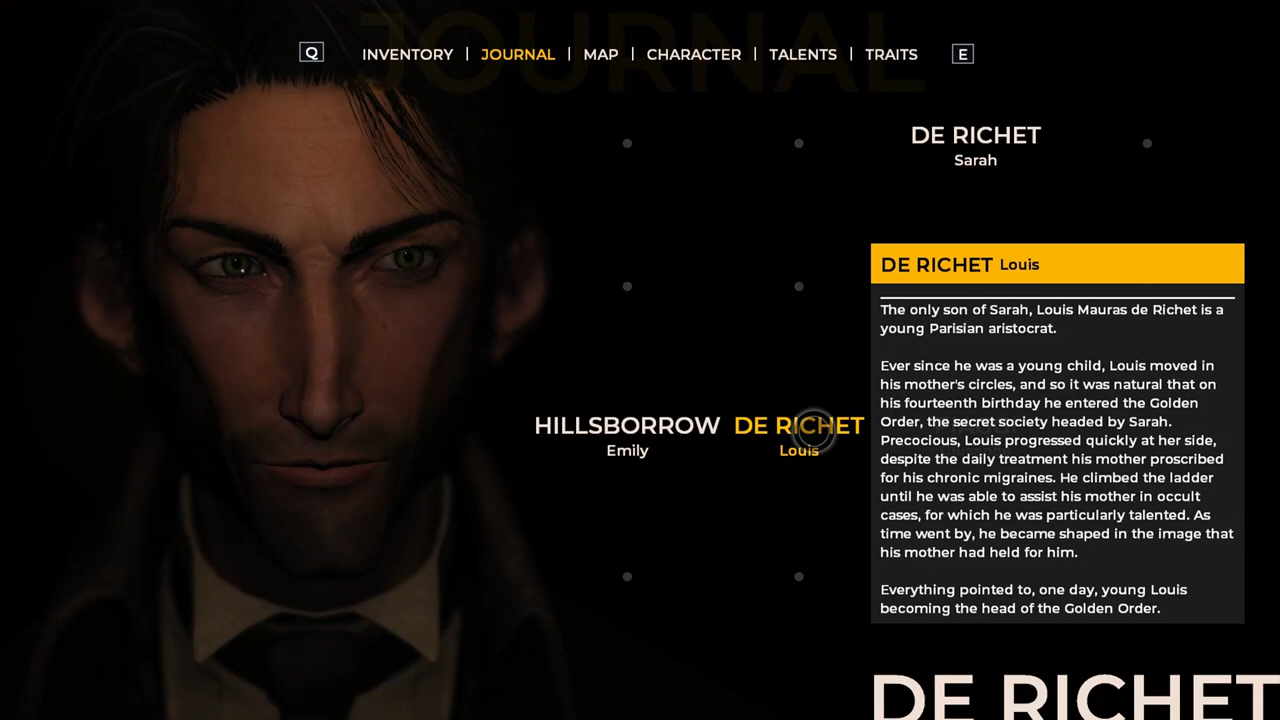 JOURNAL
Q INVENTORY | JOURNAL | MAP | CHARACTER | TALENTS | TRAITS E
DE RICHET
Sarah
DE RICHET Louis
The only son of Sarah, Louis Mauras de Richet is a
young Parisian aristocrat.
Ever since he was a young child, Louis moved in
his mother's circles, and so it was natural that on
his fourteenth birthday he entered the Golden
Order, the secret society headed by Sarah.
Precocious, Louis progressed quickly at her side,
despite the daily treatment his mother proscribed
for his chronic migraines. He climbed the ladder
until he was able to assist his mother in occult
cases, for which he was particularly talented. As
time went by, he became shaped in the image that
his mother had held for him.
Everything pointed to, one day, young Louis
becoming the head of the Golden Order.
HILLSBORROW
Emily
DE RICHET
Louis
DE RICHET